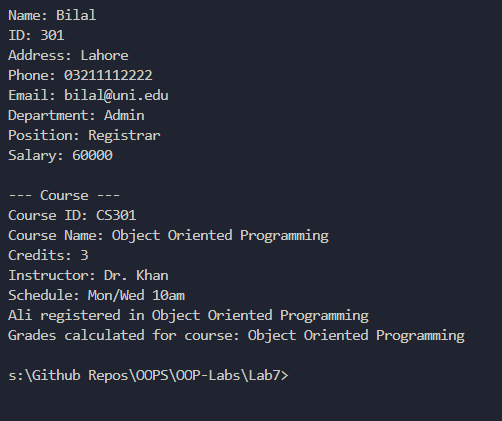 Name: Bilal
ID: 301
Address: Lahore
Phone: 03211112222
Email: bilal@uni.edu
Department: Admin
Position: Registrar
Salary: 60000
--- Course ---
Course ID: CS301
Course Name: Object Oriented Programming
Credits: 3
Instructor: Dr. Khan
Schedule: Mon/Wed 10am
Ali registered in Object Oriented Programming
Grades calculated for course: Object Oriented Programming
s:\Github Repos\OOPS\OOP-Labs\Lab7>